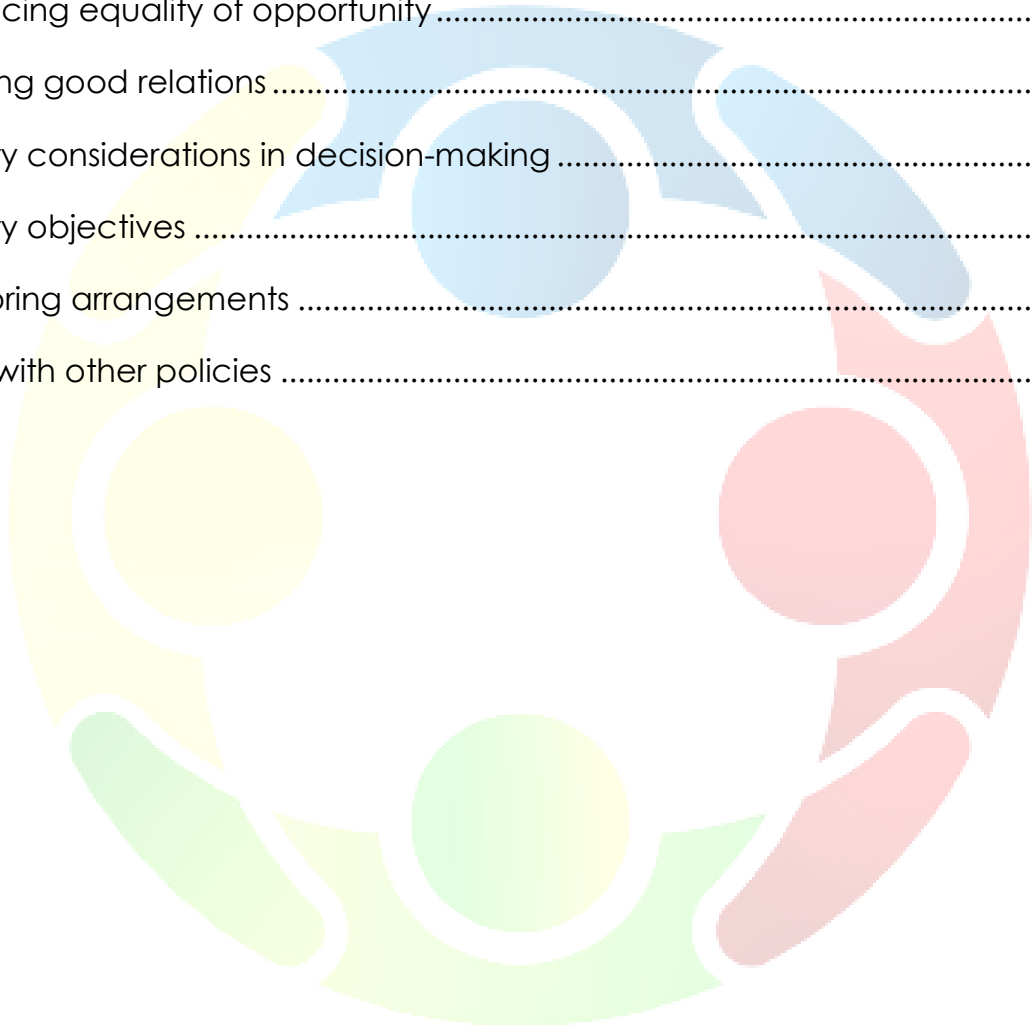 cing equality of opportunity........................................................................
ng good relations........................................................................................
y considerations in decision-making.......................................................
y objectives .................................................................................................
oring arrangements .....................................................................................
with other policies .......................................................................................